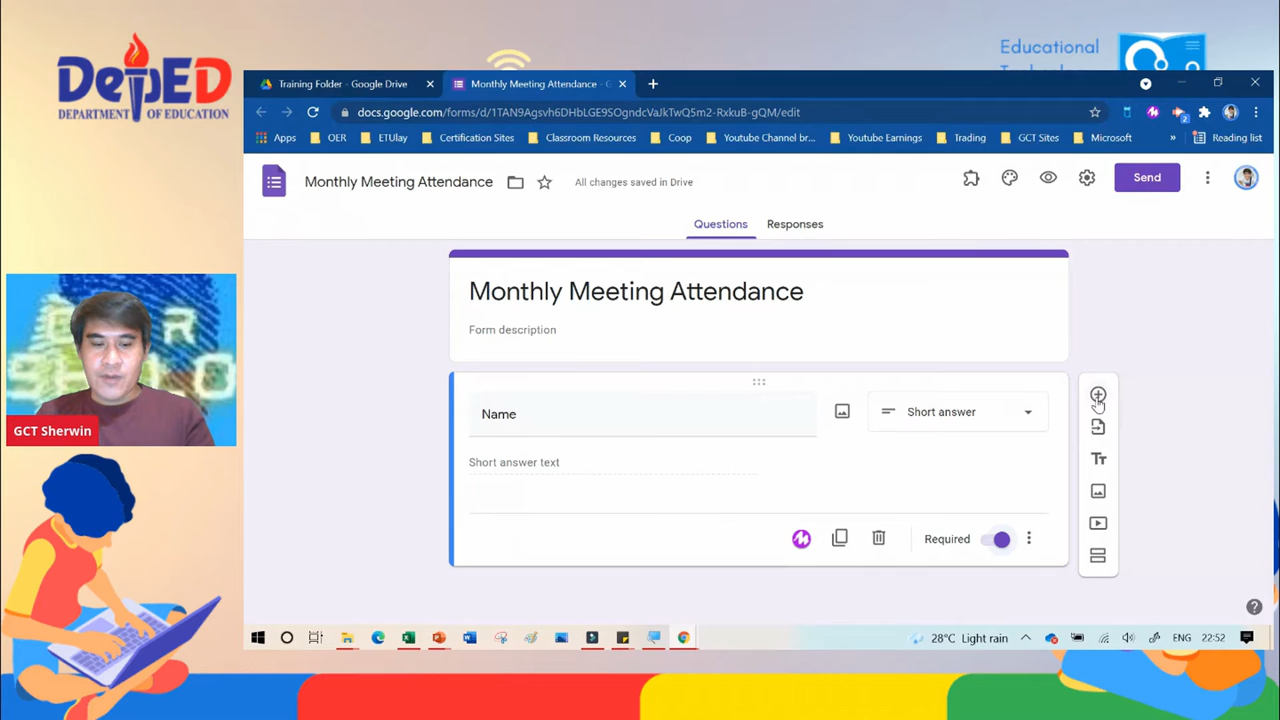 DepED
DEPARTMENT OF EDUCATION
Educational
Training Folder - Google Drive
Monthly Meeting Attendance - G
docs.google.com/forms/d/1TAN9Agsvh6DHbLGE9SOgndcVaJkTwQ5m2-RxkuB-gQM/edit
Apps
OER
ETUlay
Certification Sites
Classroom Resources
Coop
Youtube Channel br...
Youtube Earnings
Trading
GCT Sites
Microsoft
»
Reading list
Monthly Meeting Attendance
All changes saved in Drive
Send
Questions
Responses
Monthly Meeting Attendance
Form description
Name
Short answer
Short answer text
Required
GCT Sherwin
28°C Light rain
ENG
22:52